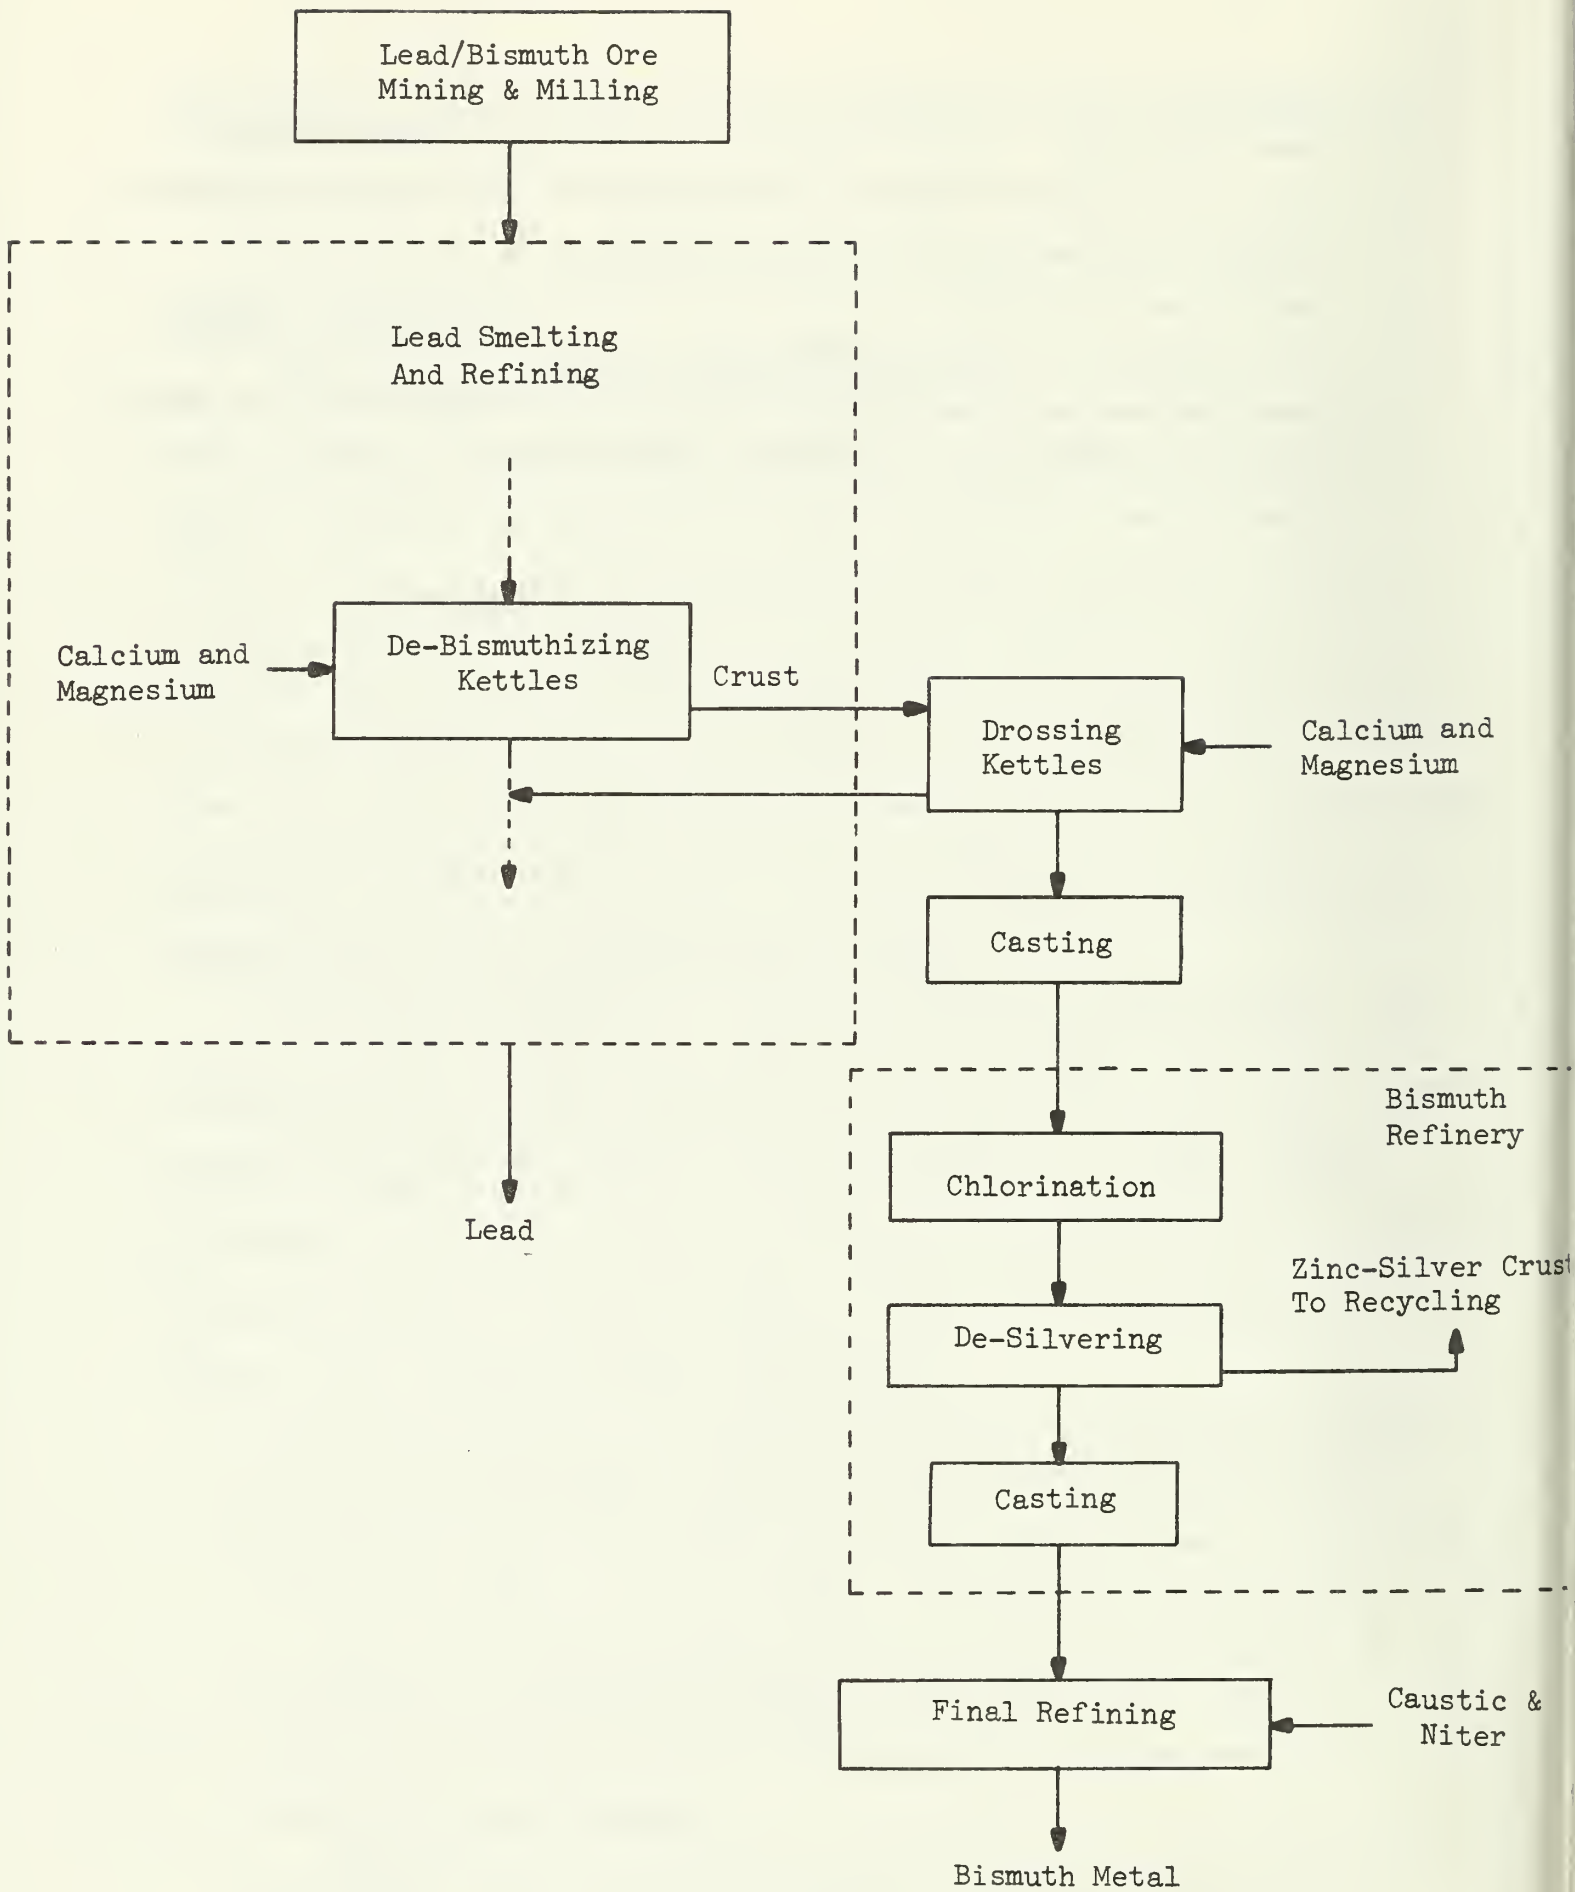 Lead/Bismuth Ore
Mining & Milling
Lead Smelting
And Refining
De-Bismuthizing
Kettles
Calcium and
Magnesium
Crust
Drossing
Kettles
Calcium and
Magnesium
Casting
Bismuth
Refinery
Chlorination
Lead
Zinc-Silver Crust
To Recycling
De-Silvering
Casting
Final Refining
Caustic &
Niter
Bismuth Metal